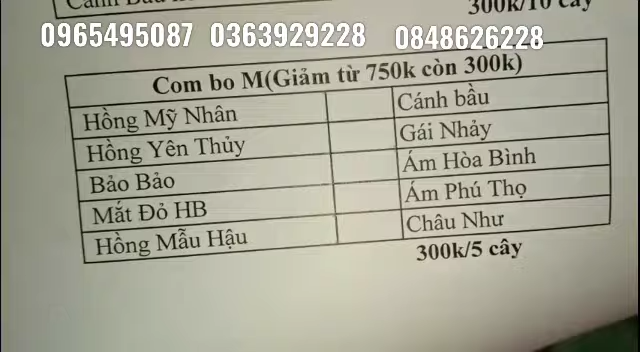 300k/10 cây
0965495087 0363929228 0848626228
Com bo M(Giảm từ 750k còn 300k)
Hồng Mỹ Nhân Cánh bầu
Hồng Yên Thủy Gái Nhảy
Bảo Bảo Ám Hòa Bình
Mắt Đỏ HB Ám Phú Thọ
Hồng Mẫu Hậu Châu Như
300k/5 cây